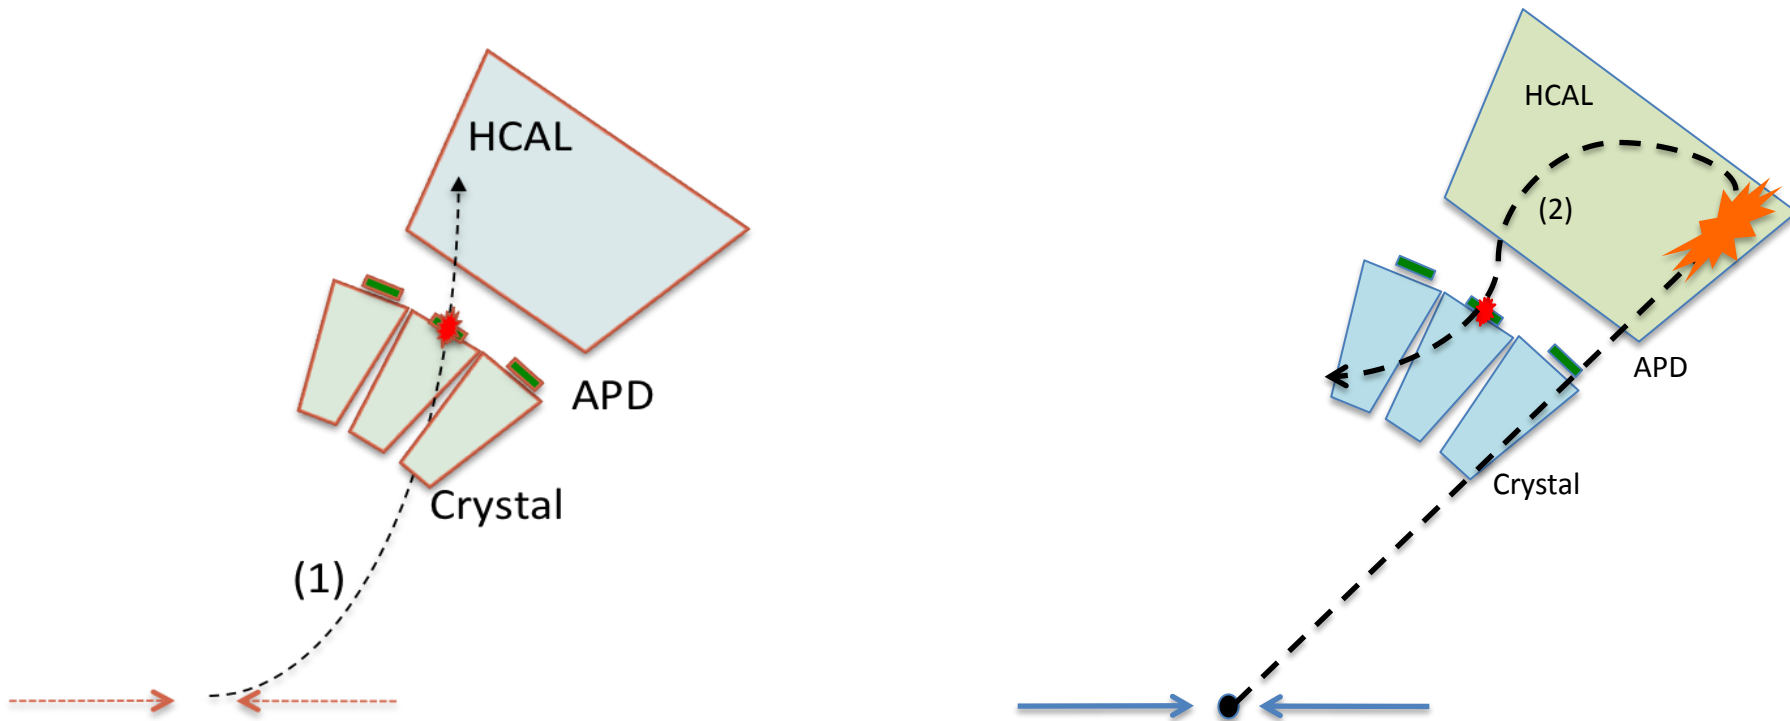 HCAL
APD
Crystal
(1)
HCAL
(2)
APD
Crystal